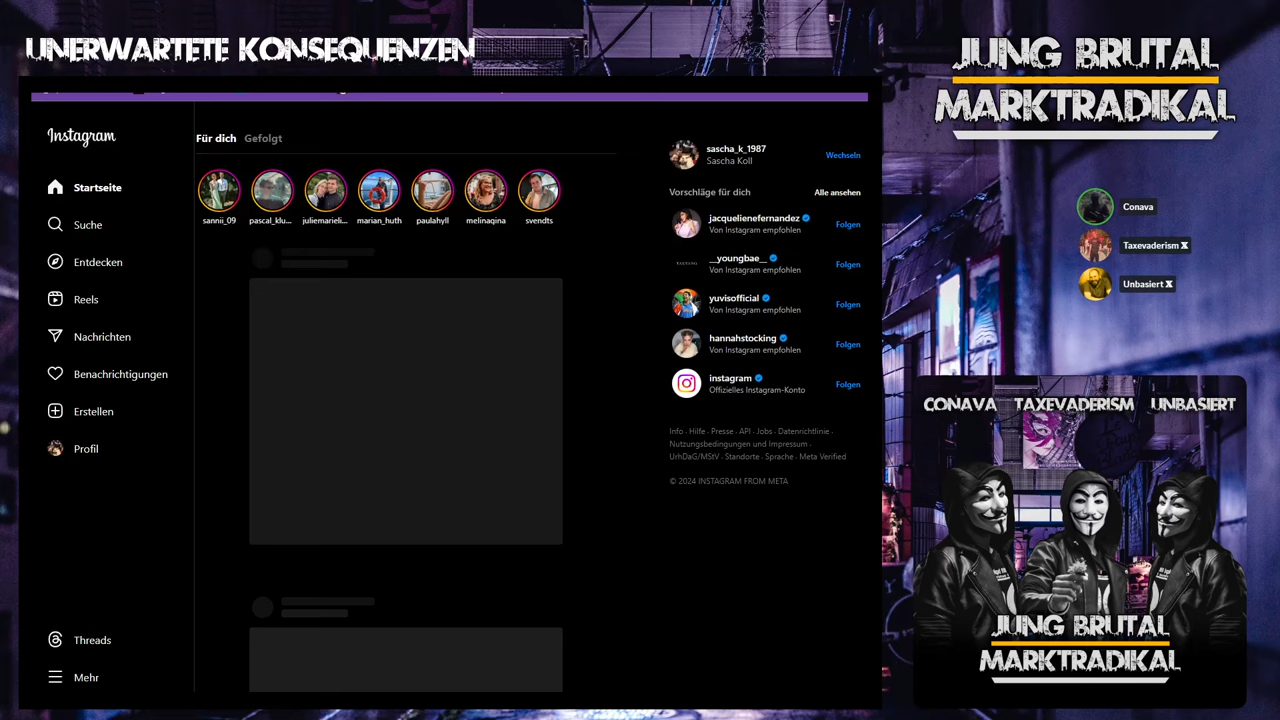 UNERWARTETE KONSEQUENZEN
JUNG BRUTAL
MARKTRADIKAL
Instagram
Startseite
Suche
Entdecken
Reels
Nachrichten
Benachrichtigungen
Erstellen
Profil
Threads
Mehr
Für dich Gefolgt
sannii_09 pascal_klu... juliemarieli... marian_huth paulahyll melinaqina svendts
sascha_k_1987
Sascha Koll
Wechseln
Vorschläge für dich Alle ansehen
jacquelienefernandez
Von Instagram empfohlen
Folgen
__youngbae__
Von Instagram empfohlen
Folgen
yuvisofficial
Von Instagram empfohlen
Folgen
hannahstocking
Von Instagram empfohlen
Folgen
instagram
Offizielles Instagram-Konto
Folgen
Info · Hilfe · Presse · API · Jobs · Datenrichtlinie ·
Nutzungsbedingungen und Impressum ·
UrhDaG/MStV · Standorte · Sprache · Meta Verified
© 2024 INSTAGRAM FROM META
Conava
Taxevaderism X
Unbasiert X
CONAVA TAXEVADERISM UNBASIERT
JUNG BRUTAL
MARKTRADIKAL